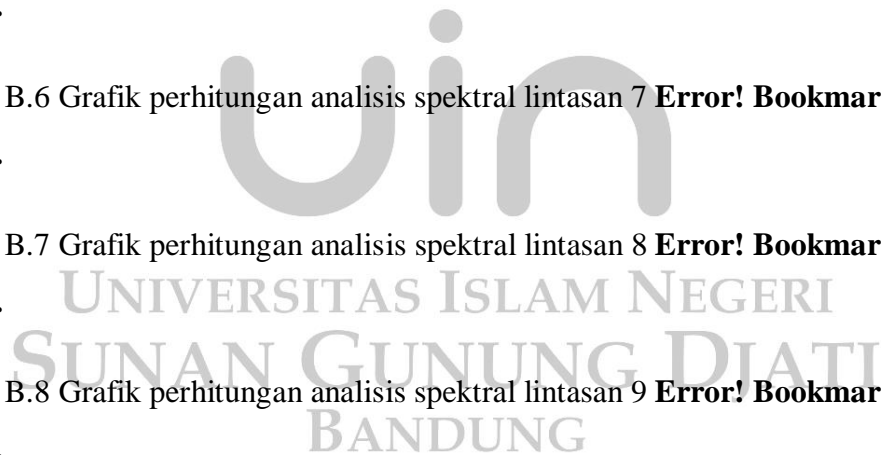 .
uin
B.6 Grafik perhitungan analisis spektral lintasan 7 Error! Bookmar
.
B.7 Grafik perhitungan analisis spektral lintasan 8 Error! Bookmar
UNIVERSITAS ISLAM NEGERI
.
SUNAN GUNUNG DJATI
B.8 Grafik perhitungan analisis spektral lintasan 9 Error! Bookmar
BANDUNG
.